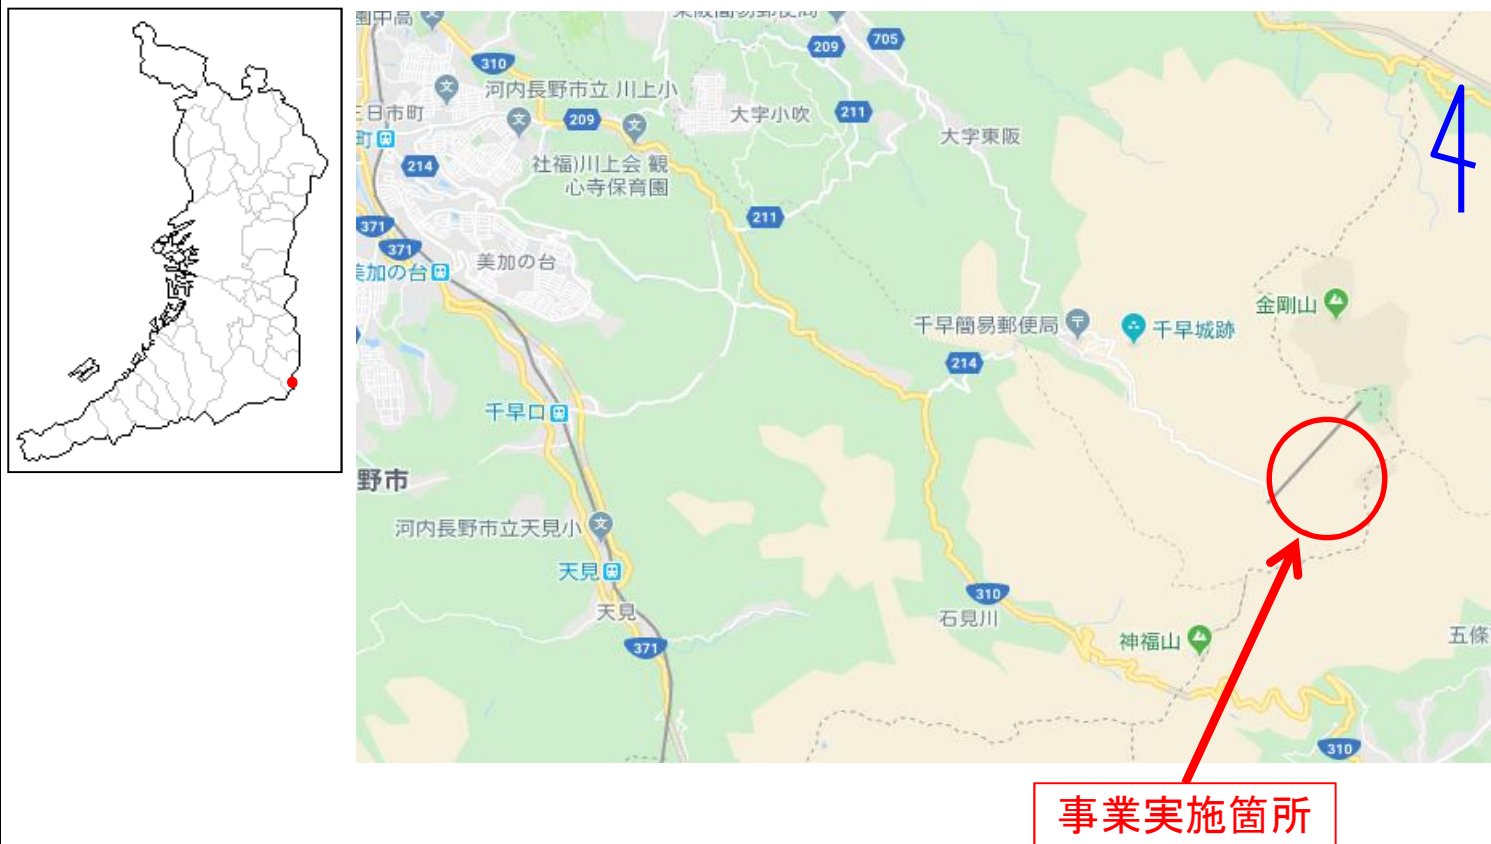 310
209
705
河内長野市立 川上小
三日市町
209
大字小吹
211
大字東阪
214
社福)川上会 観
心寺保育園
371
371
211
美加の台
美加の台
金剛山
千早簡易郵便局
千早城跡
214
千早口
野市
河内長野市立天見小
天見
天見
371
310
石見川
神福山
五條
310
事業実施箇所